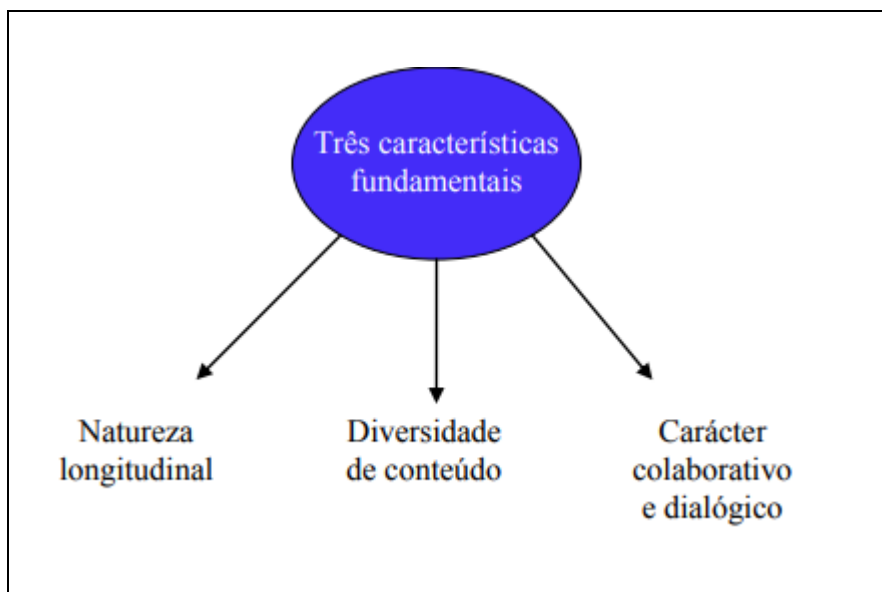 Três características
fundamentais
Natureza
longitudinal
Diversidade
de conteúdo
Carácter
colaborativo
e dialógico